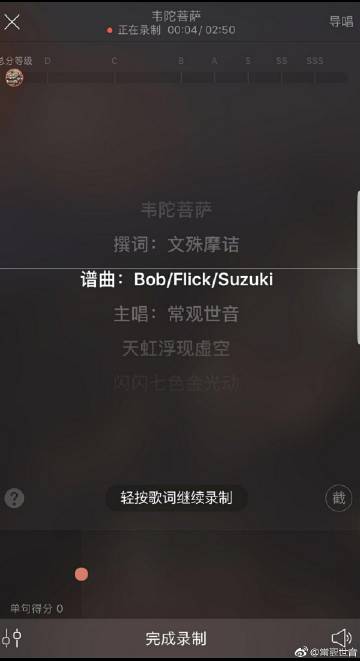 韦陀菩萨
正在录制 00:04/02:50
导唱
总分等级 D C B A S SS SSS
韦陀菩萨
撰词：文殊摩诘
谱曲：Bob/Flick/Suzuki
主唱：常观世音
天虹浮现虚空
闪闪七色金光动
?
轻按歌词继续录制
截
单句得分 0
完成录制
@常观世音